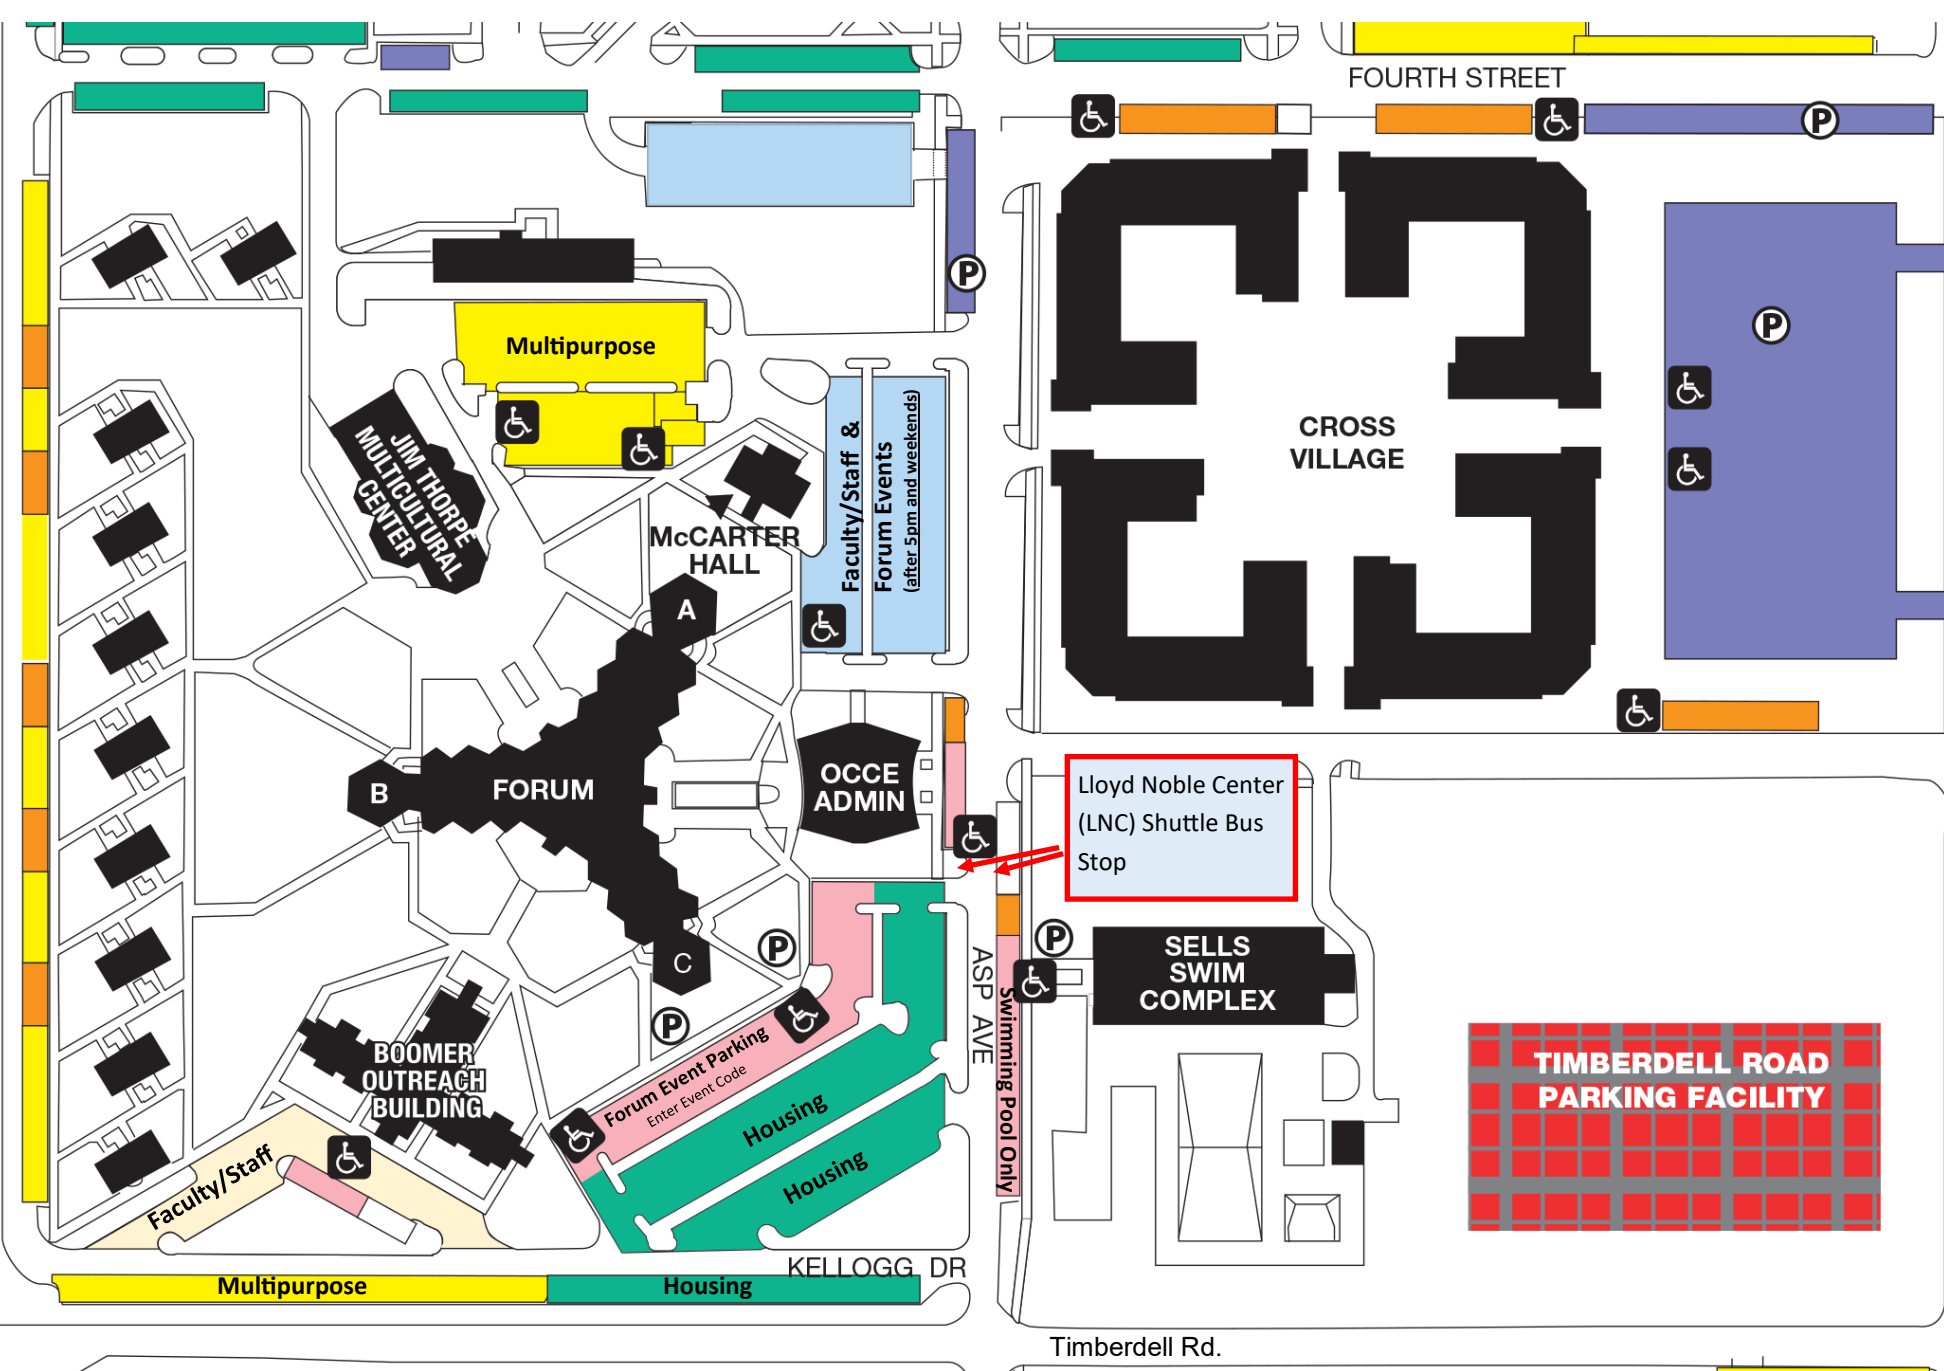 FOURTH STREET
P
P
Multipurpose
P
JIM THORPE
MULTICULTURAL
CENTER
Faculty/Staff &
Forum Events
(after 5pm and weekends)
CROSS
VILLAGE
McCARTER
HALL
A
B
FORUM
OCCE
ADMIN
Lloyd Noble Center
(LNC) Shuttle Bus
Stop
C
P
P
P
ASP AVE
SELLS
SWIM
COMPLEX
Swimming Pool Only
BOOMER
OUTREACH
BUILDING
Forum Event Parking
Enter Event Code
TIMBERDELL ROAD
PARKING FACILITY
Housing
Housing
Faculty/Staff
KELLOGG DR
Multipurpose
Housing
Timberdell Rd.